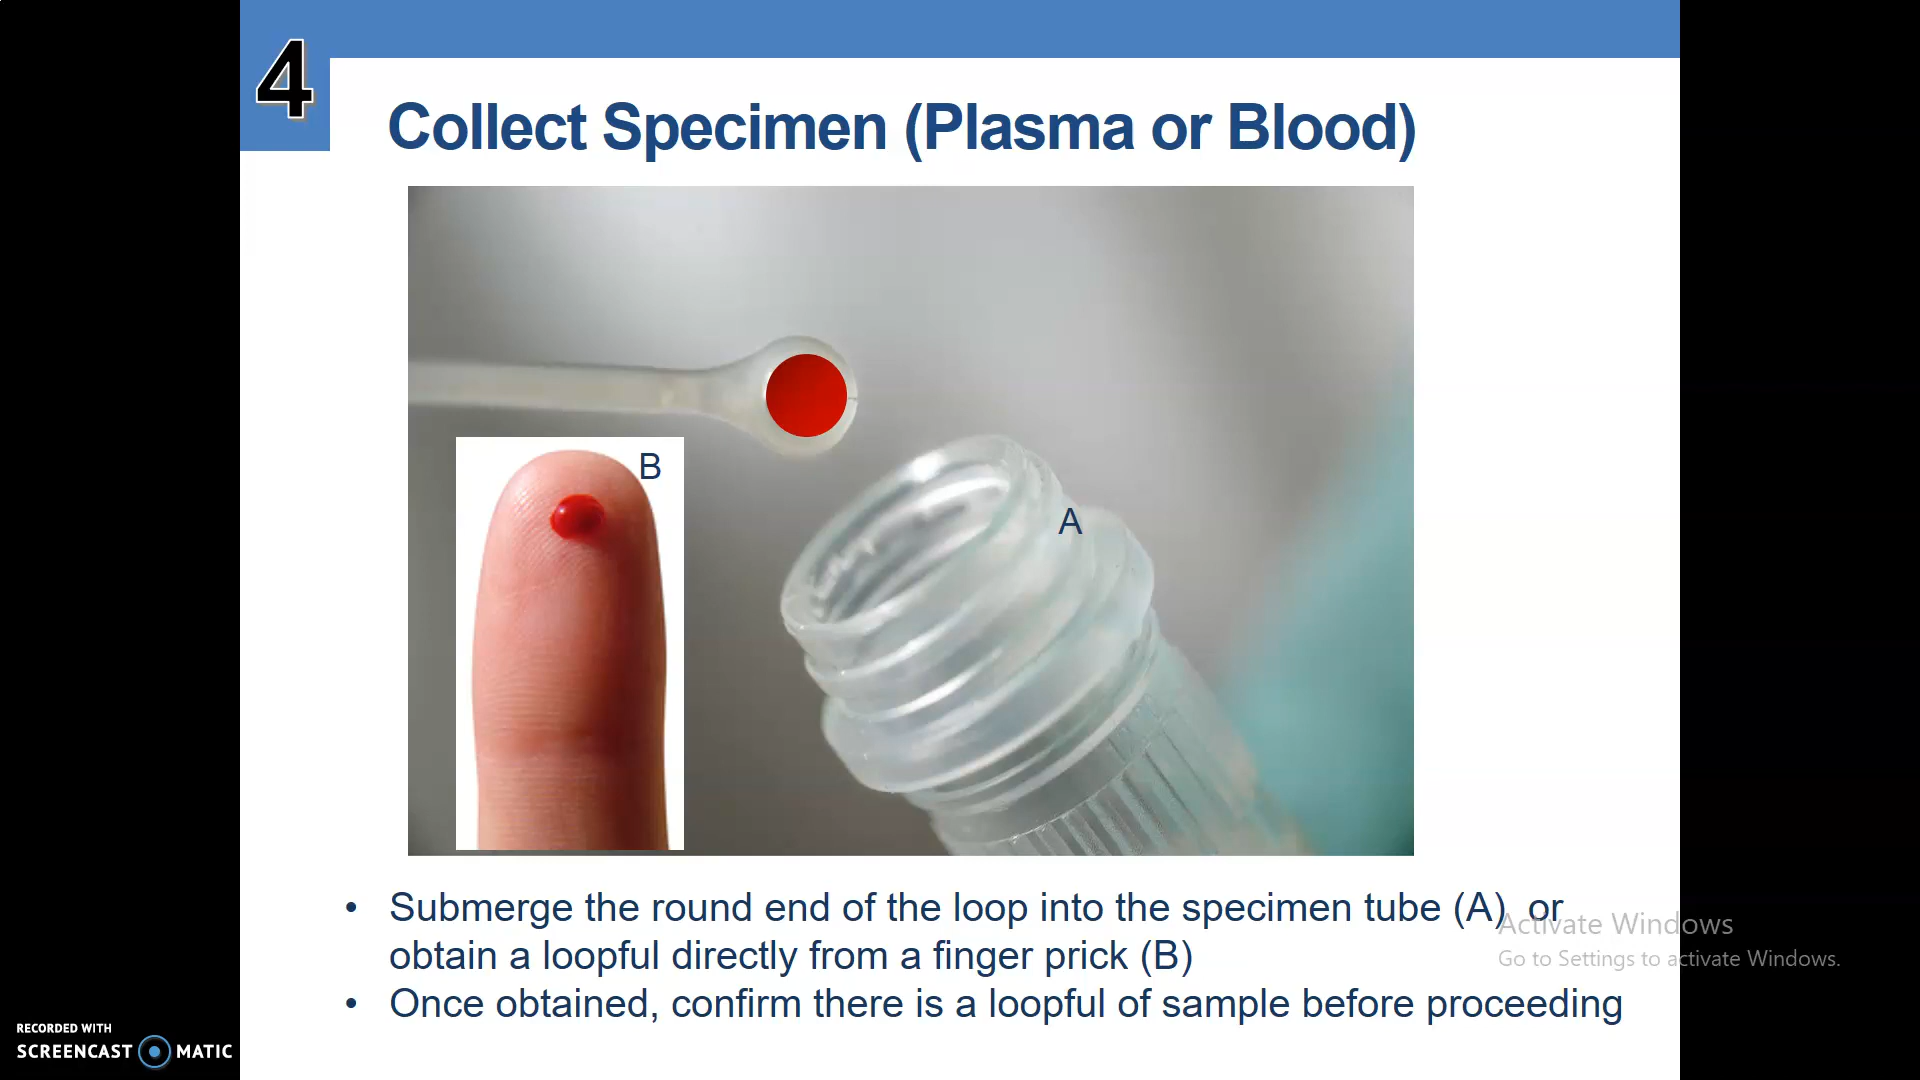 4
Collect Specimen (Plasma or Blood)
B
A
• Submerge the round end of the loop into the specimen tube (A), or
obtain a loopful directly from a finger prick (B)
• Once obtained, confirm there is a loopful of sample before proceeding
Activate Windows
Go to Settings to activate Windows.
RECORDED WITH
SCREENCAST MATIC